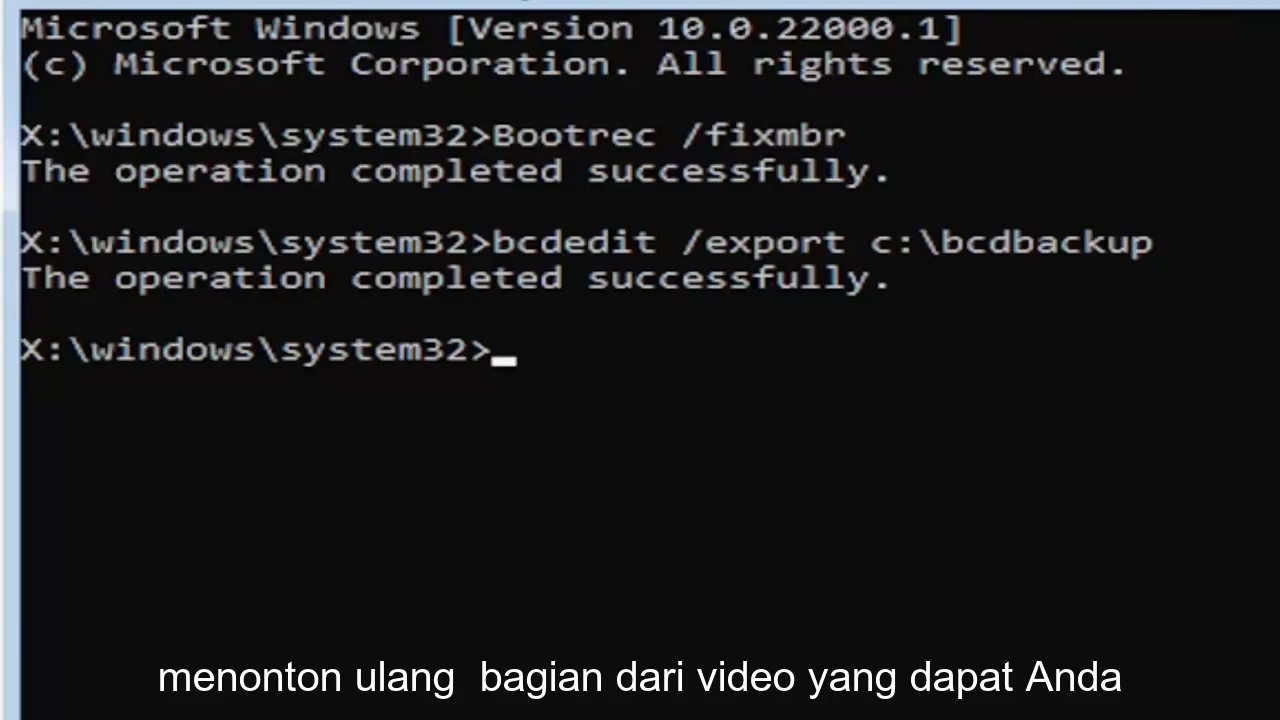 Microsoft Windows [Version 10.0.22000.1]
(c) Microsoft Corporation. All rights reserved.
X:\windows\system32>Bootrec /fixmbr
The operation completed successfully.
X:\windows\system32>bcdedit /export c:\bcdbackup
The operation completed successfully.
X:\windows\system32>
menonton ulang  bagian dari video yang dapat Anda